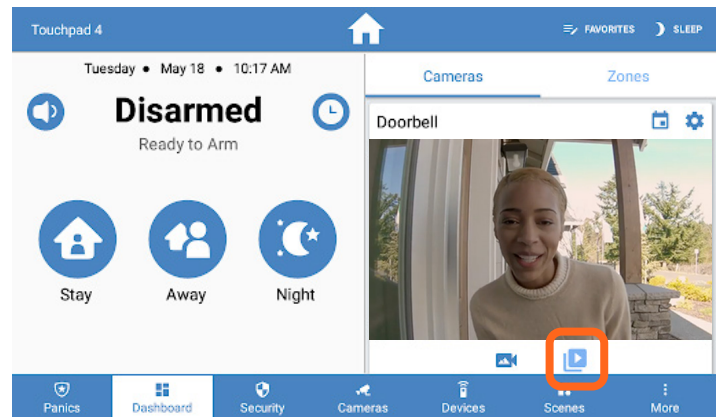 Touchpad 4
FAVORITES
SLEEP
Tuesday ● May 18 ● 10:17 AM
Disarmed
Ready to Arm
Stay
Away
Night
Cameras
Zones
Doorbell
Panics
Dashboard
Security
Cameras
Devices
Scenes
More